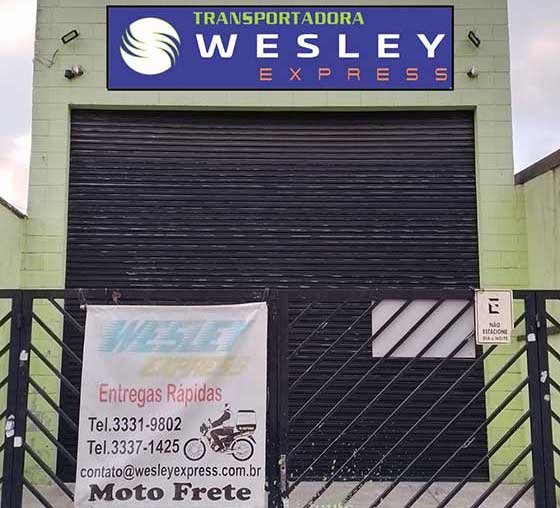 TRANSPORTADORA
WESLEY
EXPRESS
WESLEY
EXPRESS
Entregas Rápidas
Tel.3331-9802
Tel.3337-1425
contato@wesleyexpress.com.br
Moto Frete
E
NÃO
ESTACIONE
DIA e NOITE